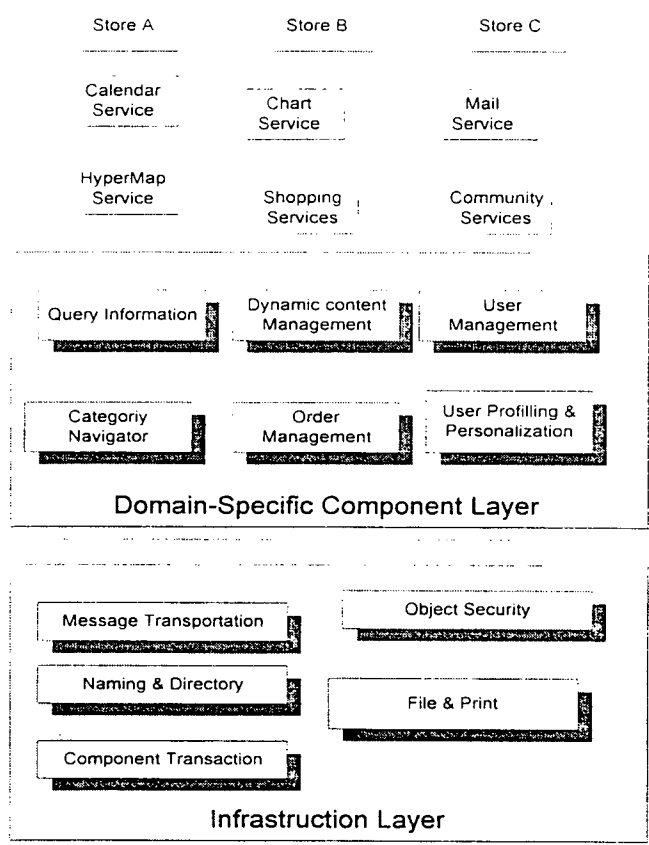 Store A
Store B
Store C
Calendar
Service
Chart
Service
Mail
Service
HyperMap
Service
Shopping
Services
Community
Services
Query Information
Dynamic content
Management
User
Management
Categoriy
Navigator
Order
Management
User Profilling &
Personalization
Domain-Specific Component Layer
Message Transportation
Object Security
Naming & Directory
File & Print
Component Transaction
Infrastruction Layer